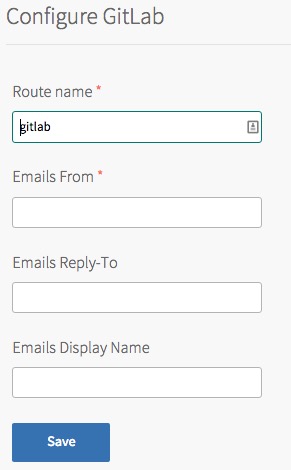 Configure GitLab
Route name *
gitlab
Emails From *
Emails Reply-To
Emails Display Name
Save